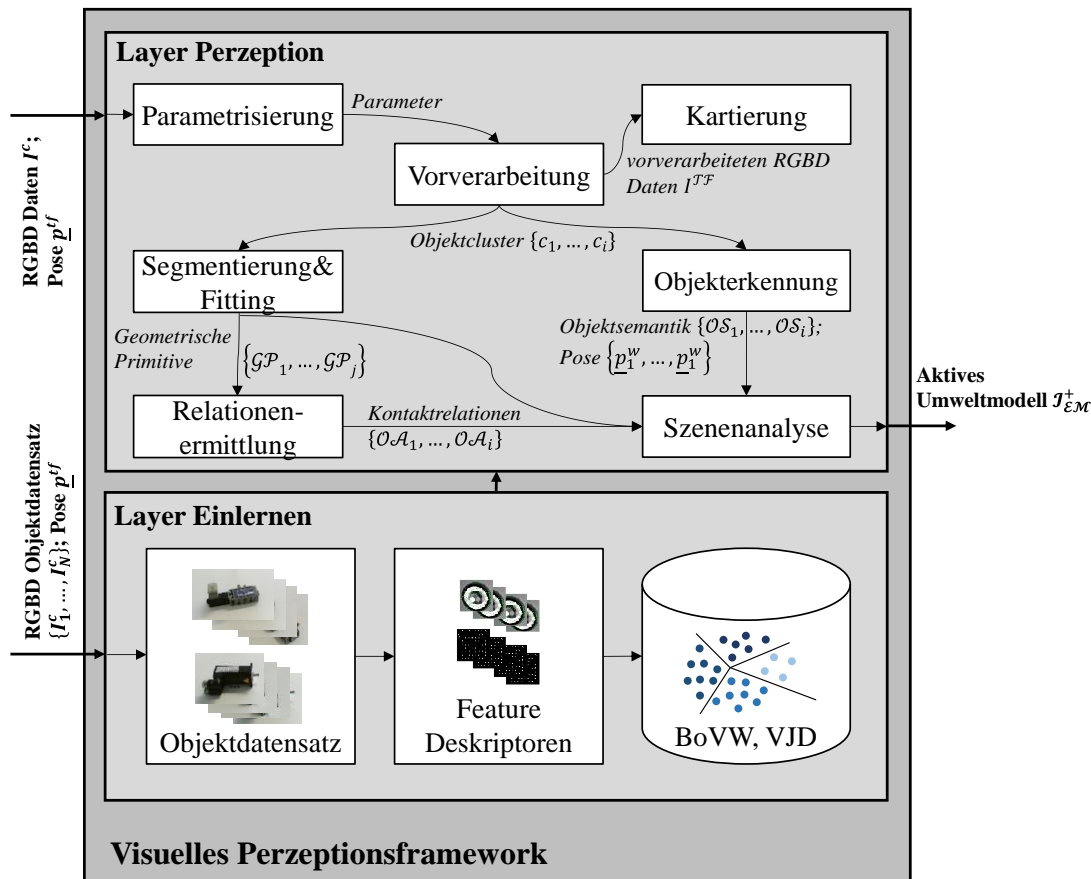 Layer Perzeption
Parametrisierung
Parameter
Kartierung
Vorverarbeitung
vorverarbeiteten RGBD
Daten I^{𝒯ℱ}
RGBD Daten I^c;
Pose p^{tf}
Objektcluster {c_1, …, c_i}
Segmentierung&
Fitting
Objekterkennung
Geometrische
Primitive
{𝒢𝒫_1, …, 𝒢𝒫_j}
Objektsemantik {𝒪𝒮_1, …, 𝒪𝒮_i};
Pose {p_1^w, …, p_1^w}
Relationen-
ermittlung
Kontaktrelationen
{𝒪𝒜_1, …, 𝒪𝒜_i}
Szenenanalyse
Aktives
Umweltmodell ℐ_{ℰℳ}^+
RGBD Objektdatensatz
{I_1^c, …, I_N^c}; Pose p^{tf}
Layer Einlernen
Objektdatensatz
Feature
Deskriptoren
BoVW, VJD
Visuelles Perzeptionsframework